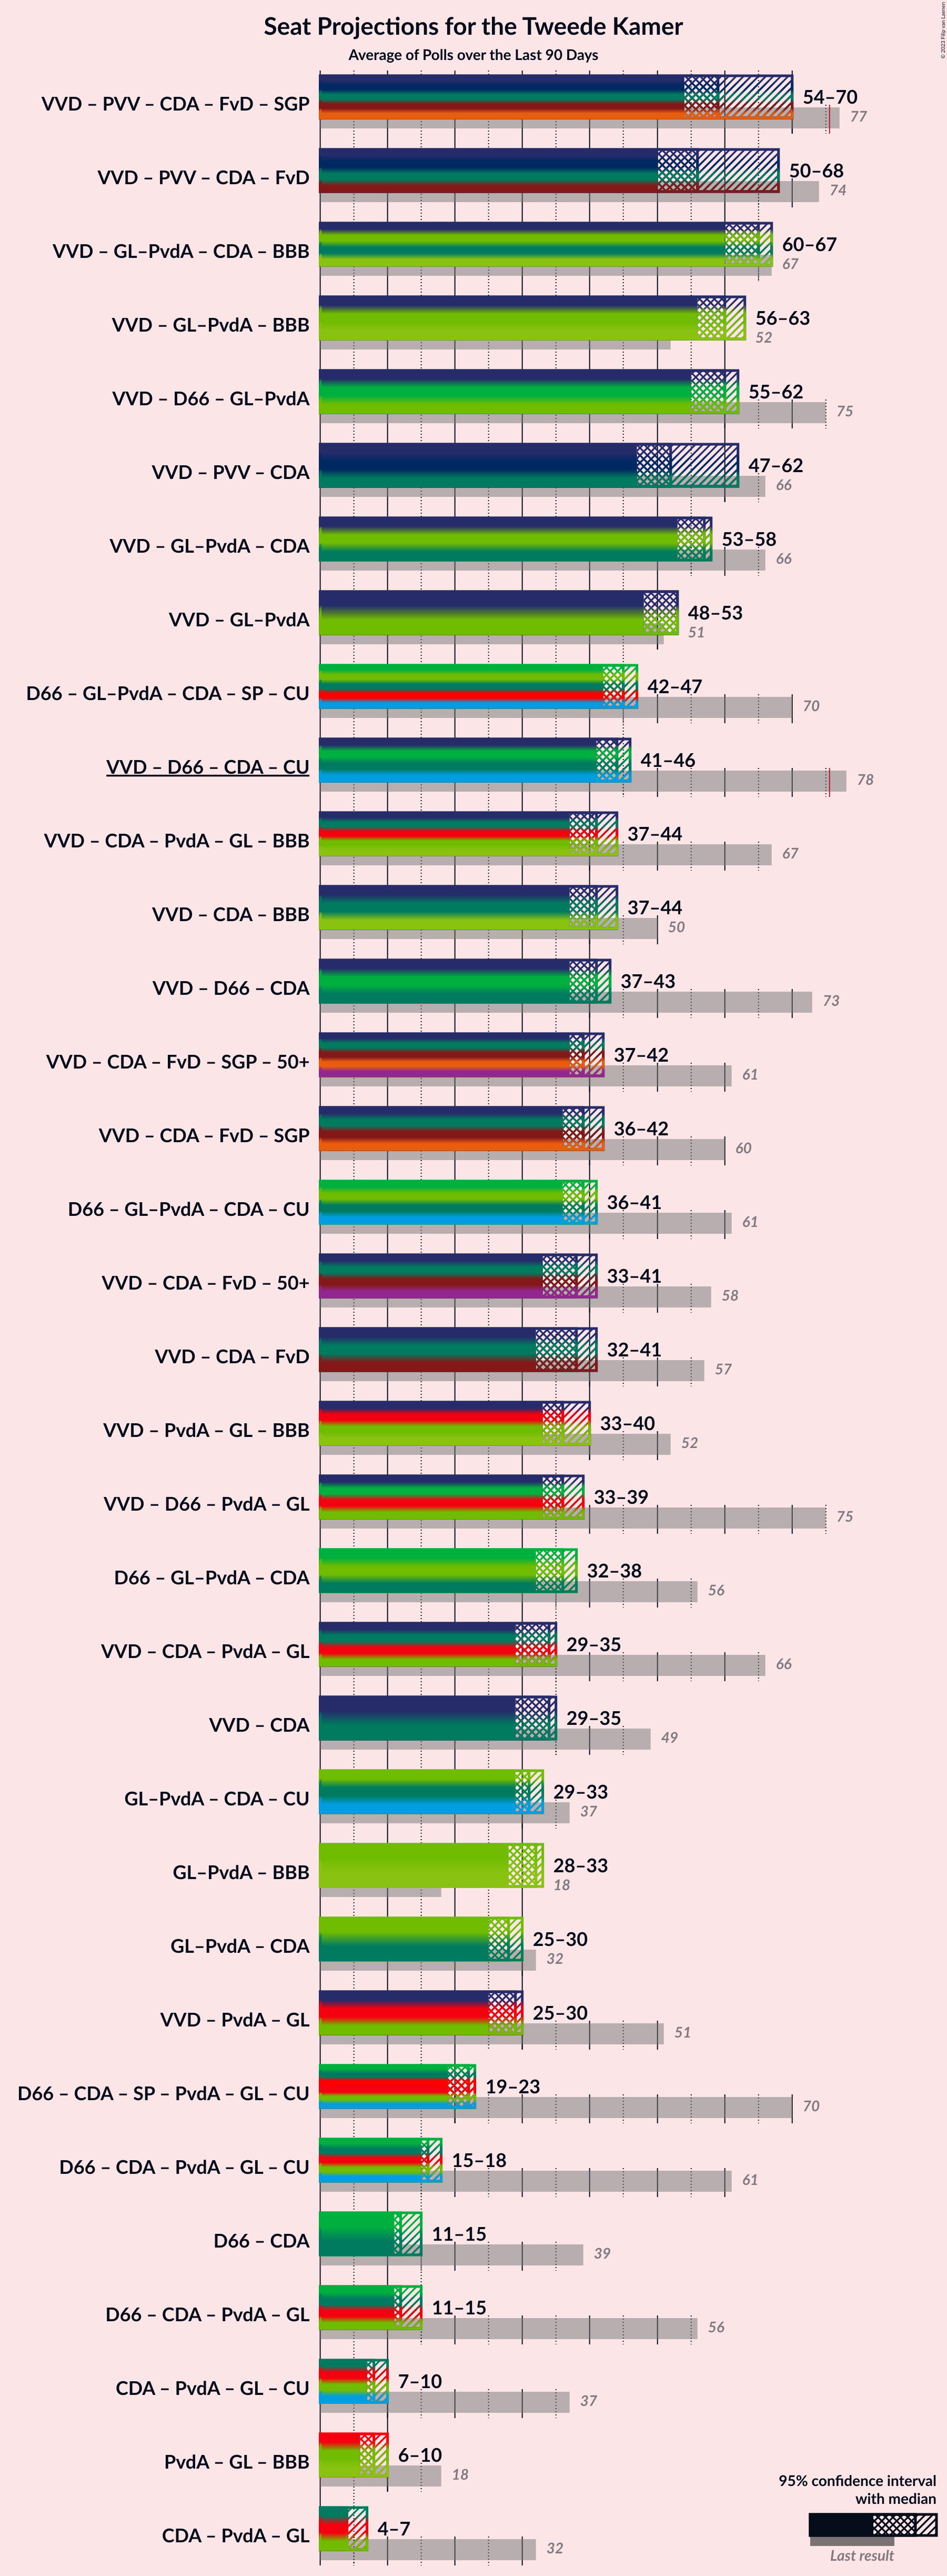 Seat Projections for the Tweede Kamer
Average of Polls over the Last 90 Days
© 2023 Filip van Laenen
VVD – PVV – CDA – FvD – SGP
54–70
77
VVD – PVV – CDA – FvD
50–68
74
VVD – GL–PvdA – CDA – BBB
60–67
67
VVD – GL–PvdA – BBB
56–63
52
VVD – D66 – GL–PvdA
55–62
75
VVD – PVV – CDA
47–62
66
VVD – GL–PvdA – CDA
53–58
66
VVD – GL–PvdA
48–53
51
D66 – GL–PvdA – CDA – SP – CU
42–47
70
VVD – D66 – CDA – CU
41–46
78
VVD – CDA – PvdA – GL – BBB
37–44
67
VVD – CDA – BBB
37–44
50
VVD – D66 – CDA
37–43
73
VVD – CDA – FvD – SGP – 50+
37–42
61
VVD – CDA – FvD – SGP
36–42
60
D66 – GL–PvdA – CDA – CU
36–41
61
VVD – CDA – FvD – 50+
33–41
58
VVD – CDA – FvD
32–41
57
VVD – PvdA – GL – BBB
33–40
52
VVD – D66 – PvdA – GL
33–39
75
D66 – GL–PvdA – CDA
32–38
56
VVD – CDA – PvdA – GL
29–35
66
VVD – CDA
29–35
49
GL–PvdA – CDA – CU
29–33
37
GL–PvdA – BBB
28–33
18
GL–PvdA – CDA
25–30
32
VVD – PvdA – GL
25–30
51
D66 – CDA – SP – PvdA – GL – CU
19–23
70
D66 – CDA – PvdA – GL – CU
15–18
61
D66 – CDA
11–15
39
D66 – CDA – PvdA – GL
11–15
56
CDA – PvdA – GL – CU
7–10
37
PvdA – GL – BBB
6–10
18
CDA – PvdA – GL
4–7
32
95% confidence interval
with median
Last result